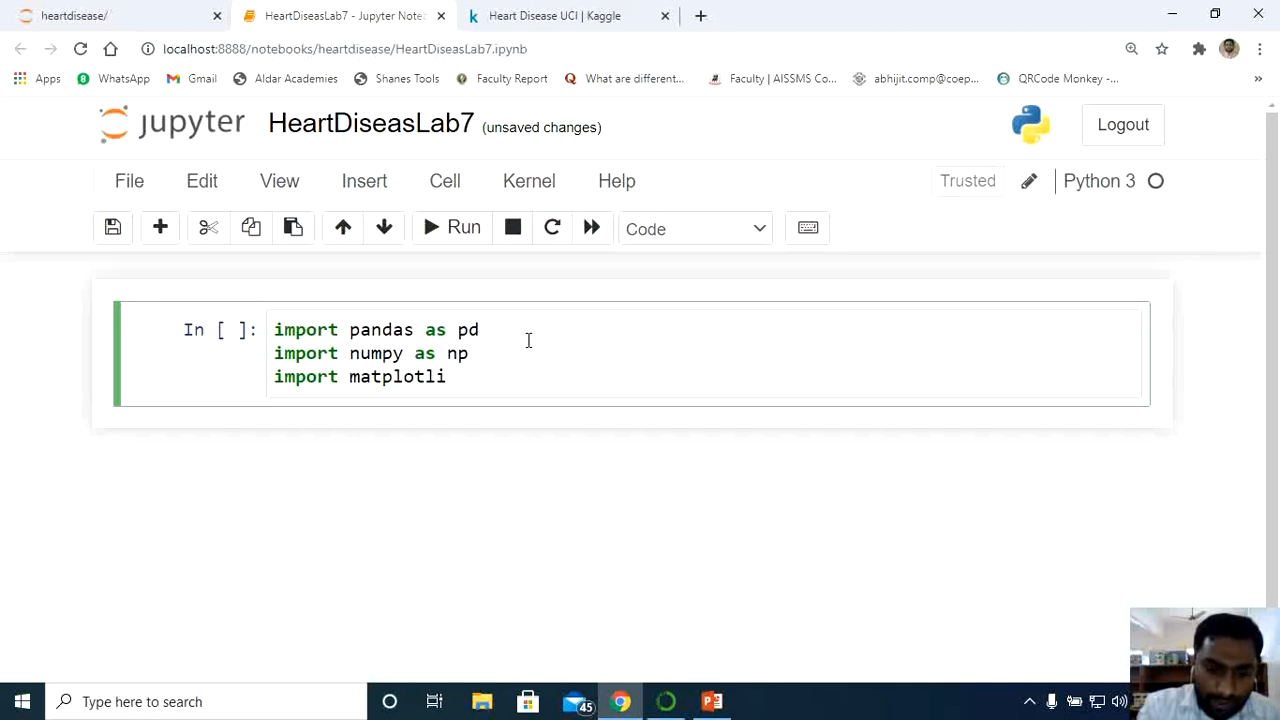 heartdisease/
HeartDiseasLab7 - Jupyter Note
Heart Disease UCI | Kaggle
localhost:8888/notebooks/heartdisease/HeartDiseasLab7.ipynb
Apps
WhatsApp
Gmail
Aldar Academies
Shanes Tools
Faculty Report
What are different...
Faculty | AISSMS Co...
abhijit.comp@coep...
QRCode Monkey -...
»
jupyter
HeartDiseasLab7 (unsaved changes)
Logout
File
Edit
View
Insert
Cell
Kernel
Help
Trusted
Python 3
Run
Code
In [ ]:
import pandas as pd
import numpy as np
import matplotli
Type here to search
45